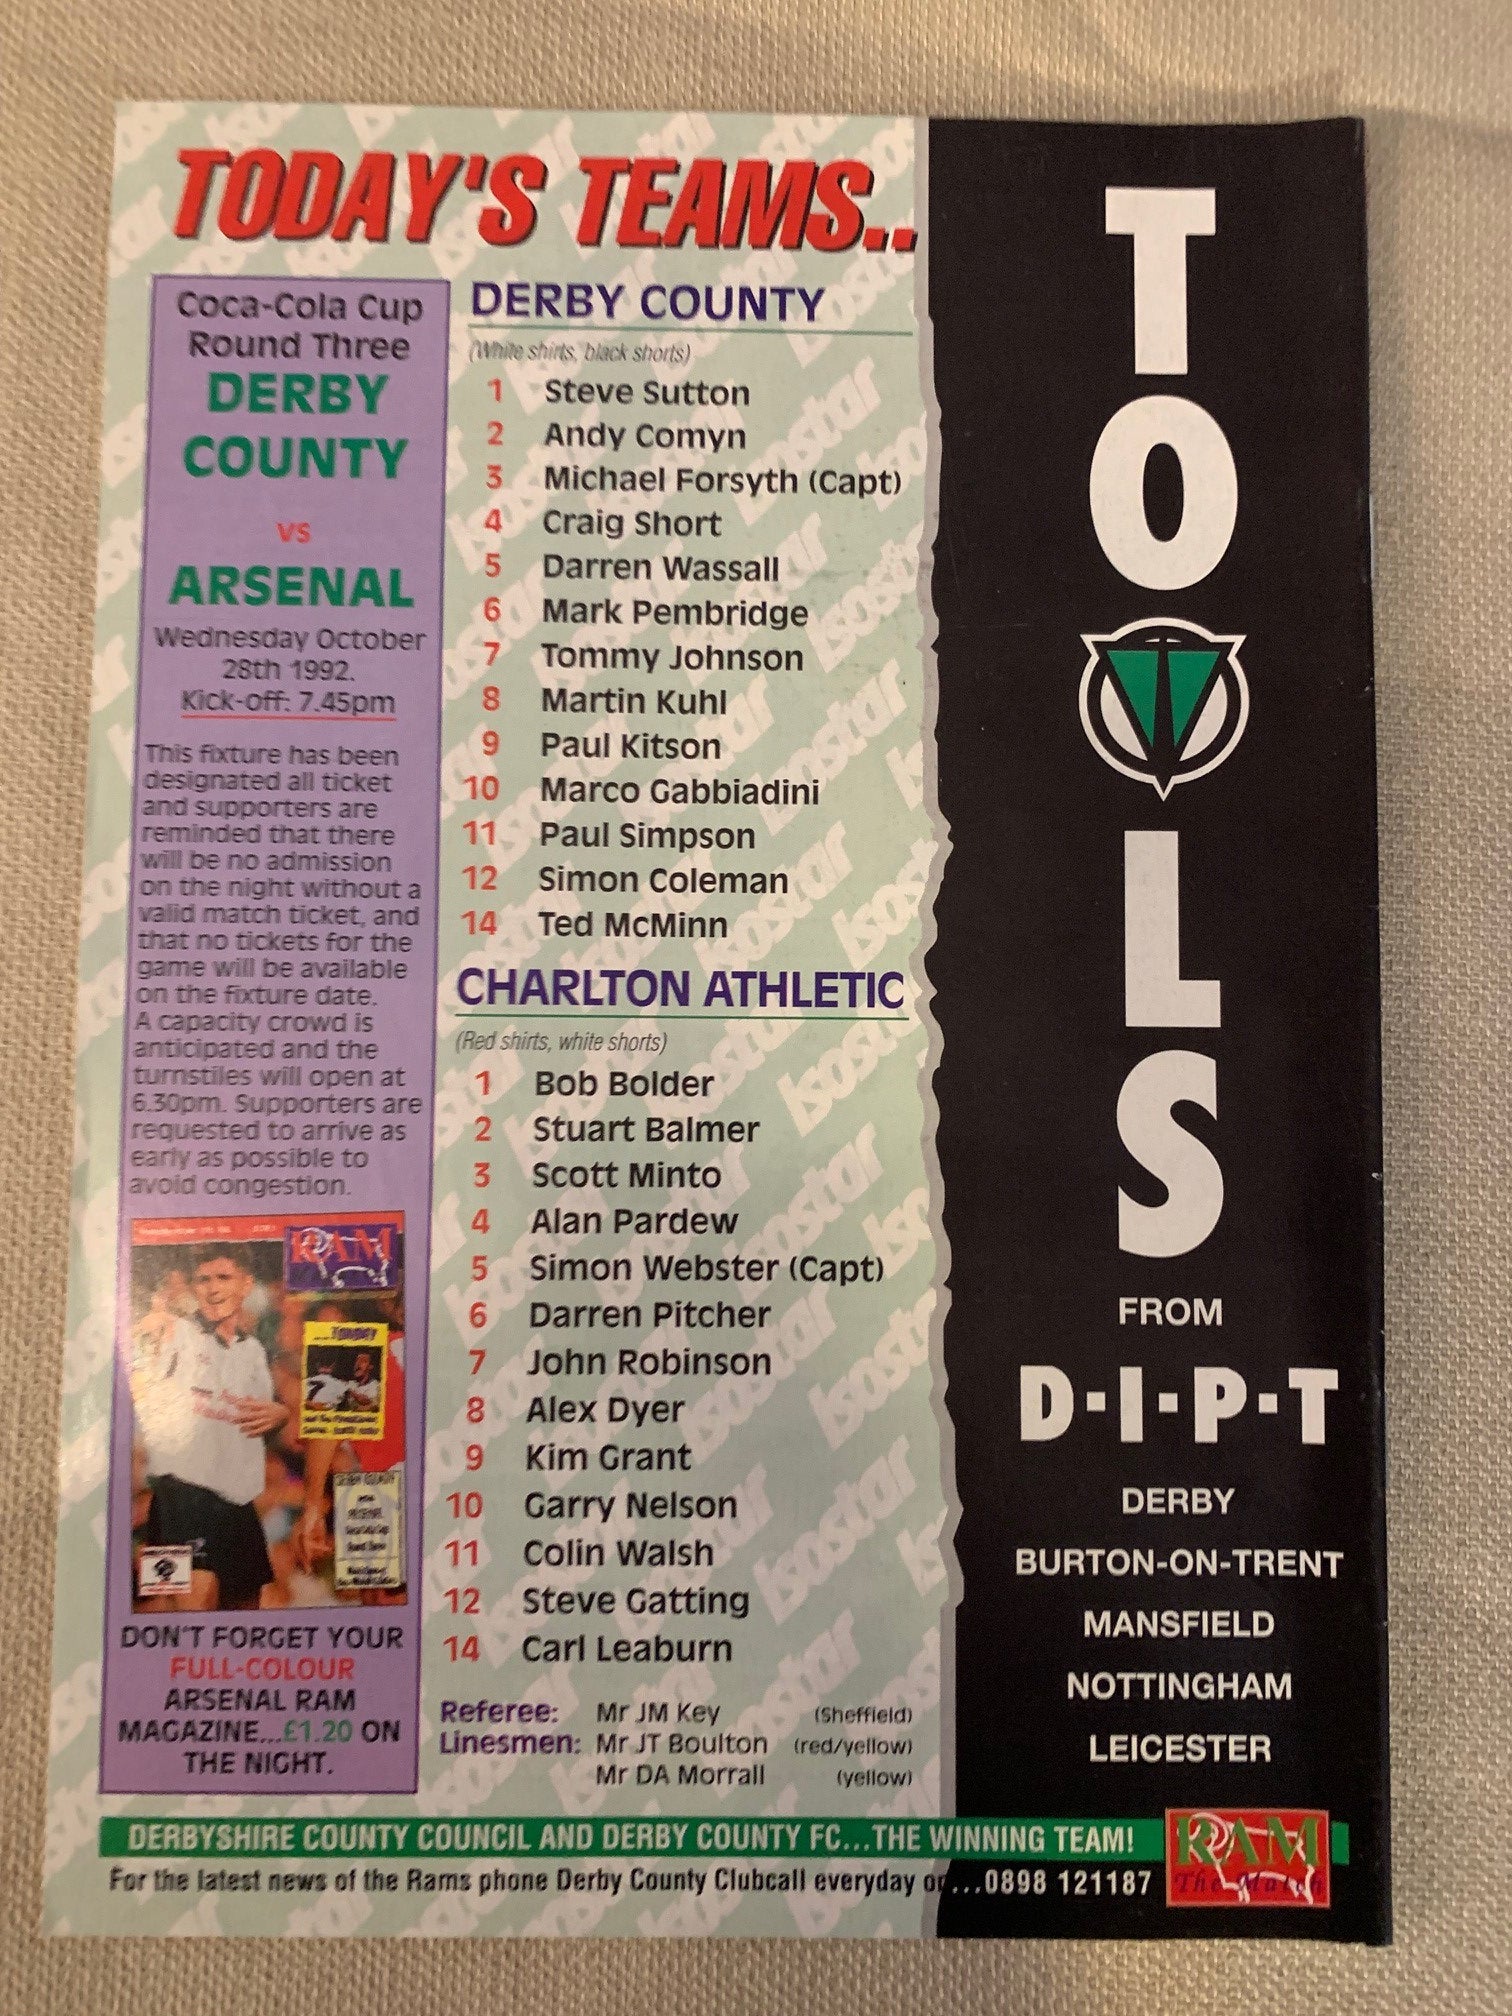 TODAY'S TEAMS..
Coca-Cola Cup
Round Three
DERBY
COUNTY
vs
ARSENAL
Wednesday October
28th 1992.
Kick-off: 7.45pm
This fixture has been
designated all ticket
and supporters are
reminded that there
will be no admission
on the night without a
valid match ticket, and
that no tickets for the
game will be available
on the fixture date.
A capacity crowd is
anticipated and the
turnstiles will open at
6.30pm. Supporters are
requested to arrive as
early as possible to
avoid congestion.
RAM
TODAY
DON'T FORGET YOUR
FULL-COLOUR
ARSENAL RAM
MAGAZINE...£1.20 ON
THE NIGHT.
DERBY COUNTY
(White shirts, black shorts)
1 Steve Sutton
2 Andy Comyn
3 Michael Forsyth (Capt)
4 Craig Short
5 Darren Wassall
6 Mark Pembridge
7 Tommy Johnson
8 Martin Kuhl
9 Paul Kitson
10 Marco Gabbiadini
11 Paul Simpson
12 Simon Coleman
14 Ted McMinn
CHARLTON ATHLETIC
(Red shirts, white shorts)
1 Bob Bolder
2 Stuart Balmer
3 Scott Minto
4 Alan Pardew
5 Simon Webster (Capt)
6 Darren Pitcher
7 John Robinson
8 Alex Dyer
9 Kim Grant
10 Garry Nelson
11 Colin Walsh
12 Steve Gatting
14 Carl Leaburn
Referee: Mr JM Key (Sheffield)
Linesmen: Mr JT Boulton (red/yellow)
Mr DA Morrall (yellow)
TOOLS
FROM
D·I·P·T
DERBY
BURTON-ON-TRENT
MANSFIELD
NOTTINGHAM
LEICESTER
DERBYSHIRE COUNTY COUNCIL AND DERBY COUNTY FC...THE WINNING TEAM!
For the latest news of the Rams phone Derby County Clubcall everyday on...0898 121187
RAM
The Match